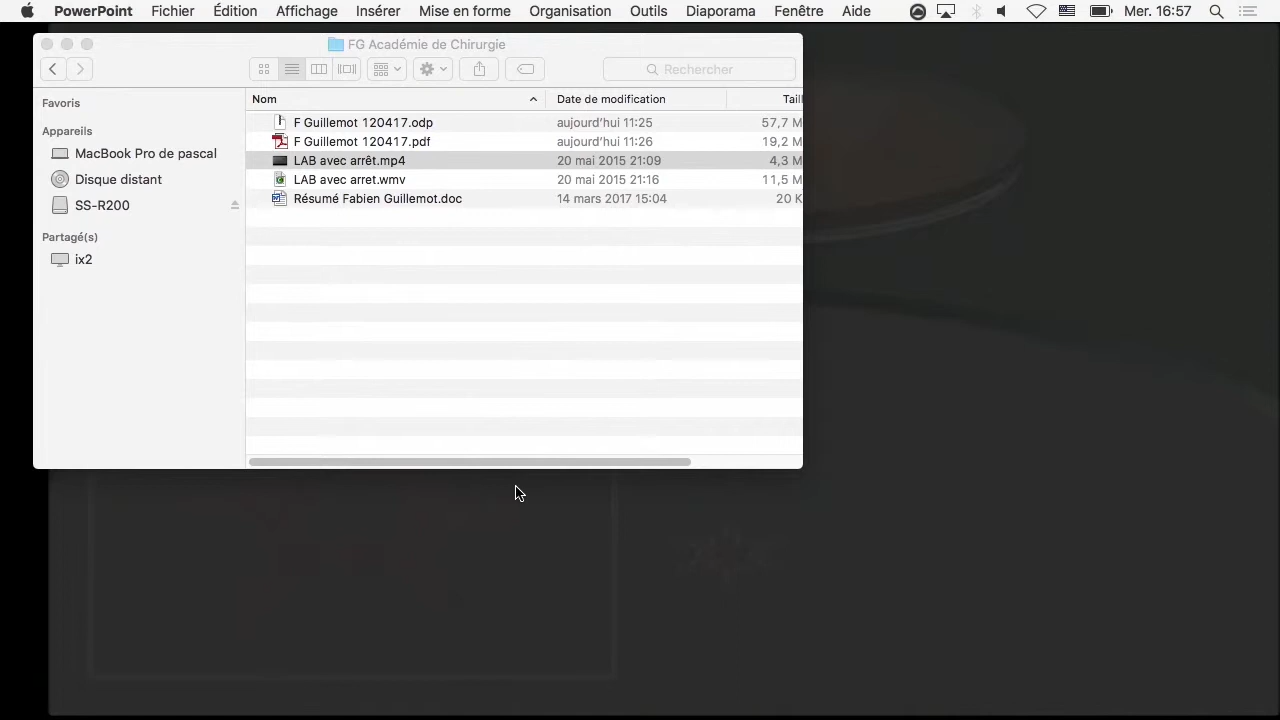 PowerPoint Fichier Édition Affichage Insérer Mise en forme Organisation Outils Diaporama Fenêtre Aide Mer. 16:57
FG Académie de Chirurgie
Rechercher
Favoris
Appareils
MacBook Pro de pascal
Disque distant
SS-R200
Partagé(s)
ix2
Nom Date de modification Taill
F Guillemot 120417.odp aujourd'hui 11:25 57,7 M
F Guillemot 120417.pdf aujourd'hui 11:26 19,2 M
LAB avec arrêt.mp4 20 mai 2015 21:09 4,3 M
LAB avec arret.wmv 20 mai 2015 21:16 11,5 M
Résumé Fabien Guillemot.doc 14 mars 2017 15:04 20 K